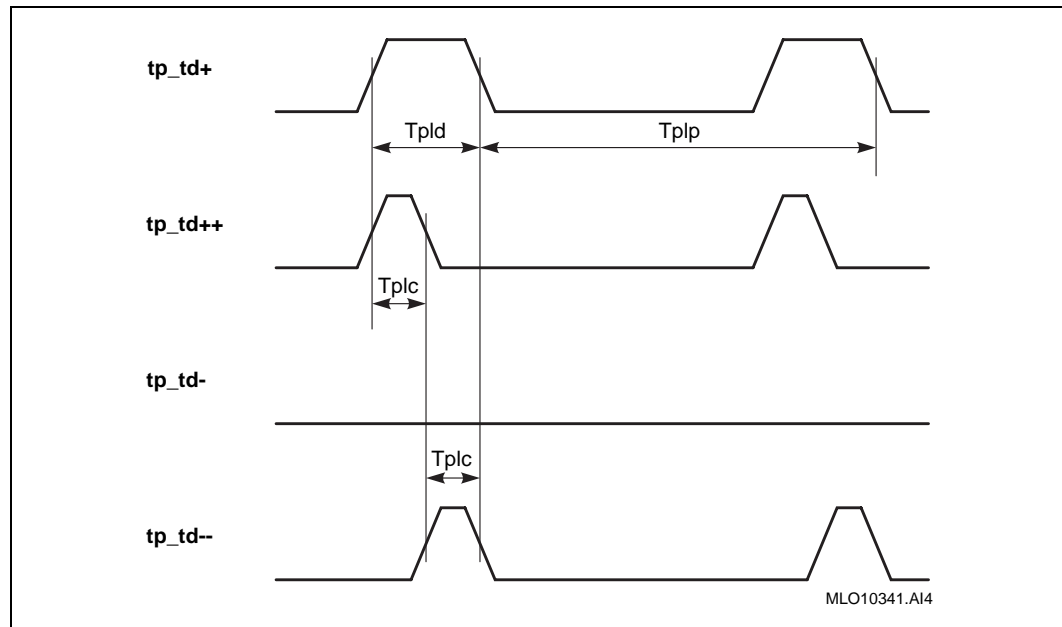 tp_td+
Tpld Tplp
tp_td++
Tplc
tp_td-
Tplc
tp_td--
MLO10341.AI4